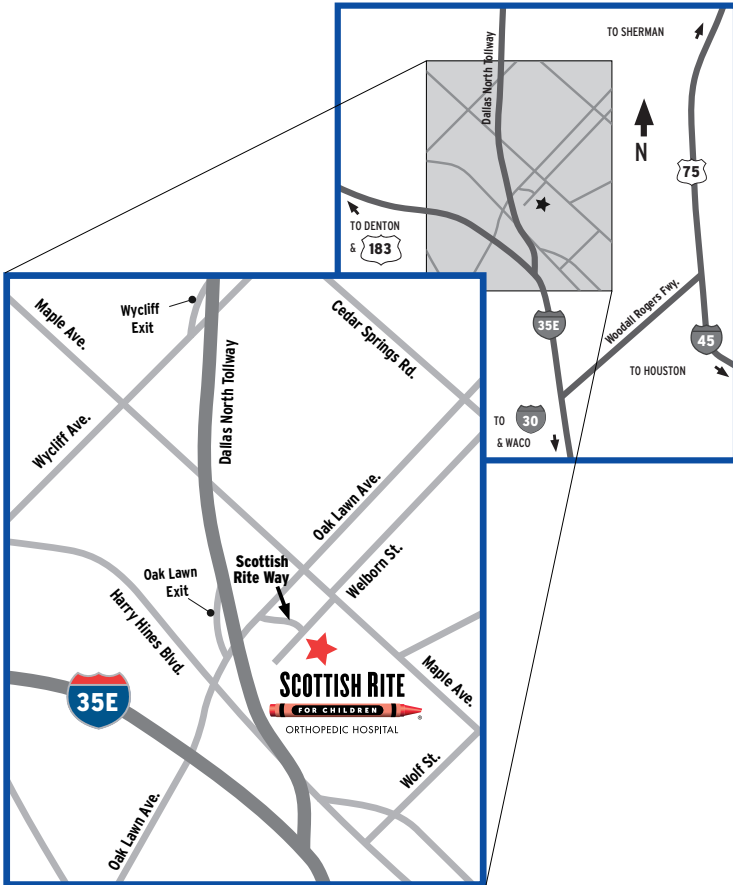 TO SHERMAN
Dallas North Tollway
N
75
TO DENTON
& 183
35E
Woodall Rogers Fwy.
45
TO HOUSTON
TO 30
& WACO
Wycliff
Exit
Maple Ave.
Cedar Springs Rd.
Dallas North Tollway
Wycliff Ave.
Oak Lawn Ave.
Scottish
Rite Way
Welborn St.
Oak Lawn
Exit
Harry Hines Blvd.
Maple Ave.
35E
SCOTTISH RITE
FOR CHILDREN
®
ORTHOPEDIC HOSPITAL
Wolf St.
Oak Lawn Ave.